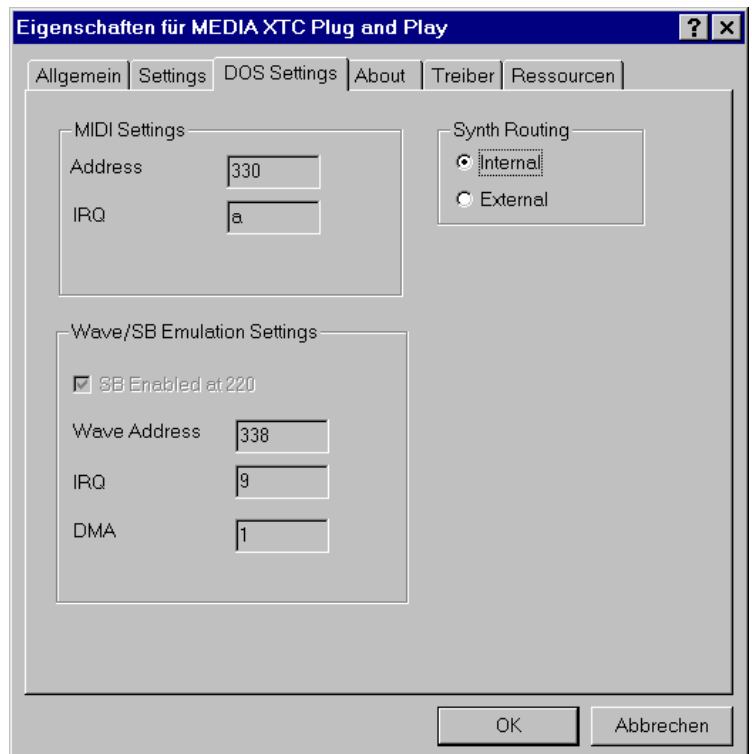 Eigenschaften für MEDIA XTC Plug and Play
Allgemein Settings DOS Settings About Treiber Ressourcen
MIDI Settings
Address 330
IRQ a
Synth Routing
Internal
External
Wave/SB Emulation Settings
SB Enabled at 220
Wave Address 338
IRQ 9
DMA 1
OK Abbrechen